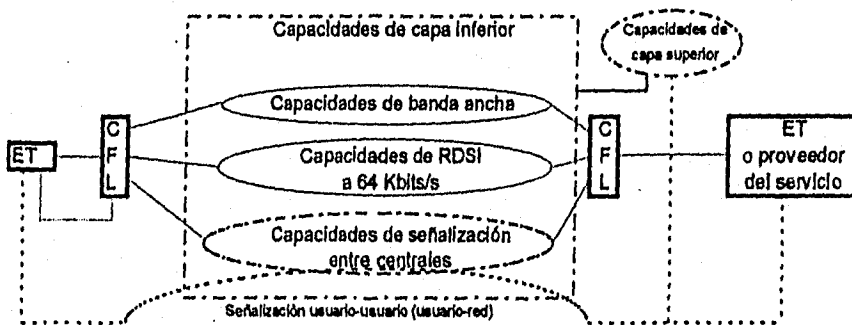 Capacidades de capa inferior
Capacidades de
capa superior
Capacidades de banda ancha
ET
C
F
L
Capacidades de RDSI
a 64 Kbits/s
C
F
L
ET
o proveedor
del servicio
Capacidades de señalización
entre centrales
Señalización usuario-usuario (usuario-red)